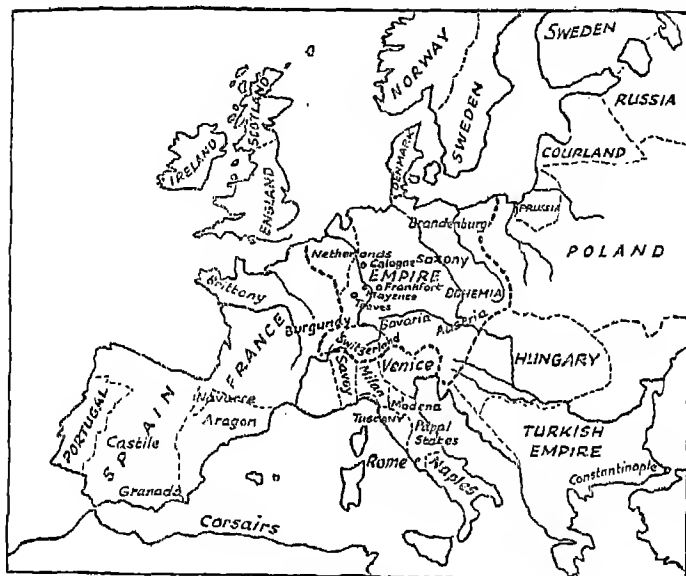 SWEDEN
NORWAY
RUSSIA
SCOTLAND
SWEDEN
COURLAND
DENMARK
IRELAND
ENGLAND
PRUSSIA
Brandenburg
POLAND
Netherlands
Cologne
Saxony
EMPIRE
Frankfort
Mayence
BOHEMIA
Treves
Brittony
Burgundy
Bavaria
Austria
FRANCE
Switzerland
HUNGARY
Savoy
Milan
Venice
Navarre
Modena
Aragon
Tuscany
Papal
States
TURKISH
EMPIRE
PORTUGAL
SPAIN
Castile
Rome
Naples
Constantinople
Granada
Corsairs